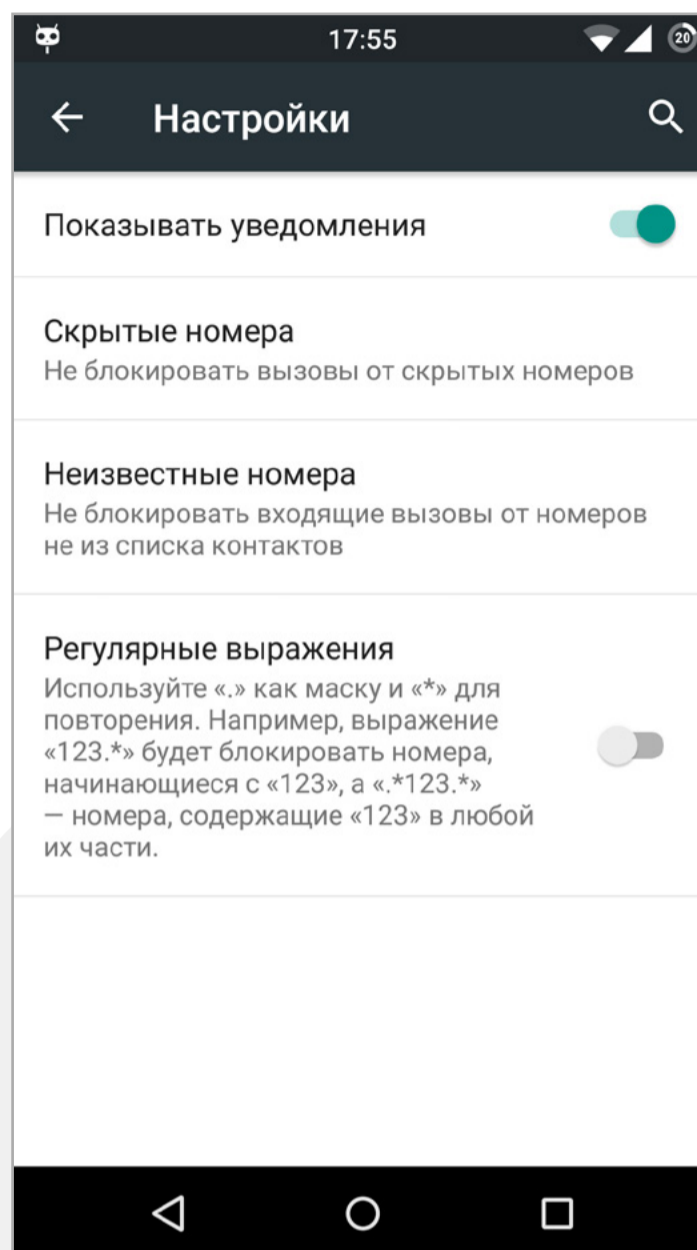 17:55
20
Настройки
Показывать уведомления
Скрытые номера
Не блокировать вызовы от скрытых номеров
Неизвестные номера
Не блокировать входящие вызовы от номеров
не из списка контактов
Регулярные выражения
Используйте «.» как маску и «*» для
повторения. Например, выражение
«123.*» будет блокировать номера,
начинающиеся с «123», а «.*123.*»
— номера, содержащие «123» в любой
их части.